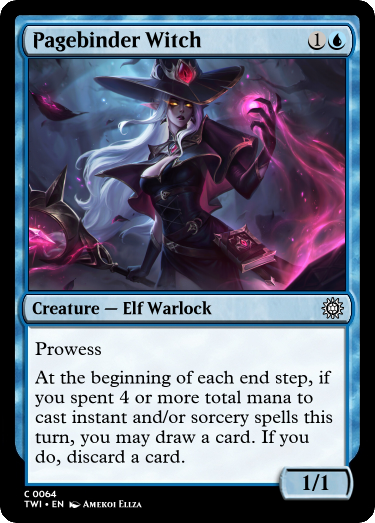 Pagebinder Witch 1
Creature — Elf Warlock
Prowess
At the beginning of each end step, if
you spent 4 or more total mana to
cast instant and/or sorcery spells this
turn, you may draw a card. If you
do, discard a card.
1/1
C 0064
TWI • EN Amekoi Eliza